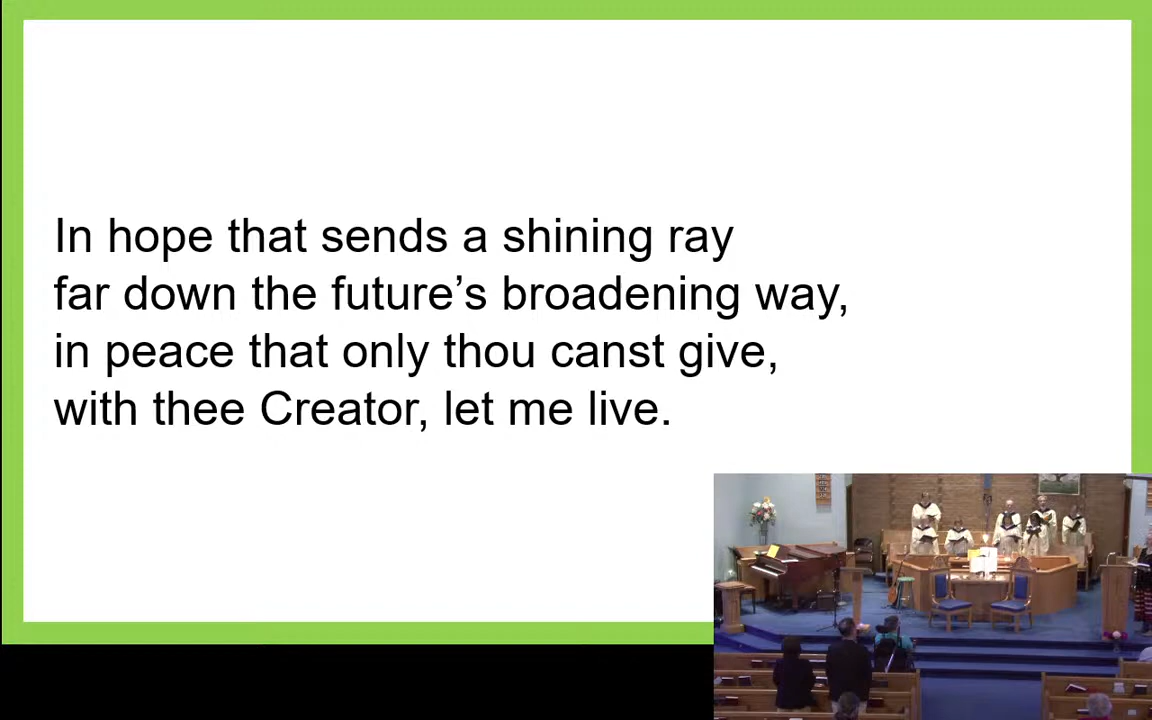 In hope that sends a shining ray
far down the future’s broadening way,
in peace that only thou canst give,
with thee Creator, let me live.